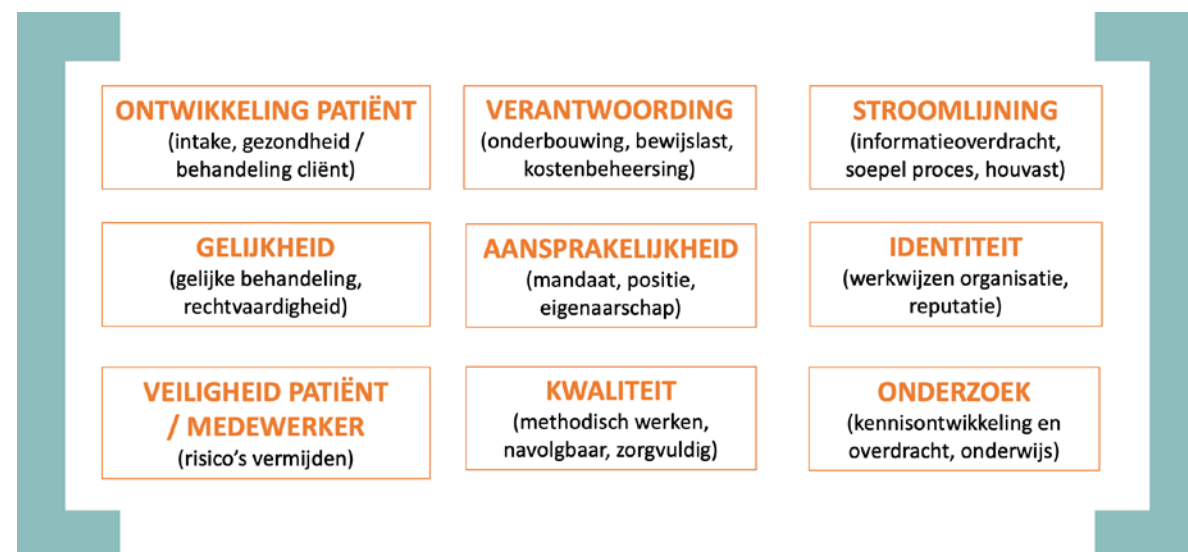 ONTWIKKELING PATIËNT
(intake, gezondheid /
behandeling cliënt)
VERANTWOORDING
(onderbouwing, bewijslast,
kostenbeheersing)
STROOMLIJNING
(informatieoverdracht,
soepel proces, houvast)
GELIJKHEID
(gelijke behandeling,
rechtvaardigheid)
AANSPRAKELIJKHEID
(mandaat, positie,
eigenaarschap)
IDENTITEIT
(werkwijzen organisatie,
reputatie)
VEILIGHEID PATIËNT
/ MEDEWERKER
(risico's vermijden)
KWALITEIT
(methodisch werken,
navolgbaar, zorgvuldig)
ONDERZOEK
(kennisontwikkeling en
overdracht, onderwijs)